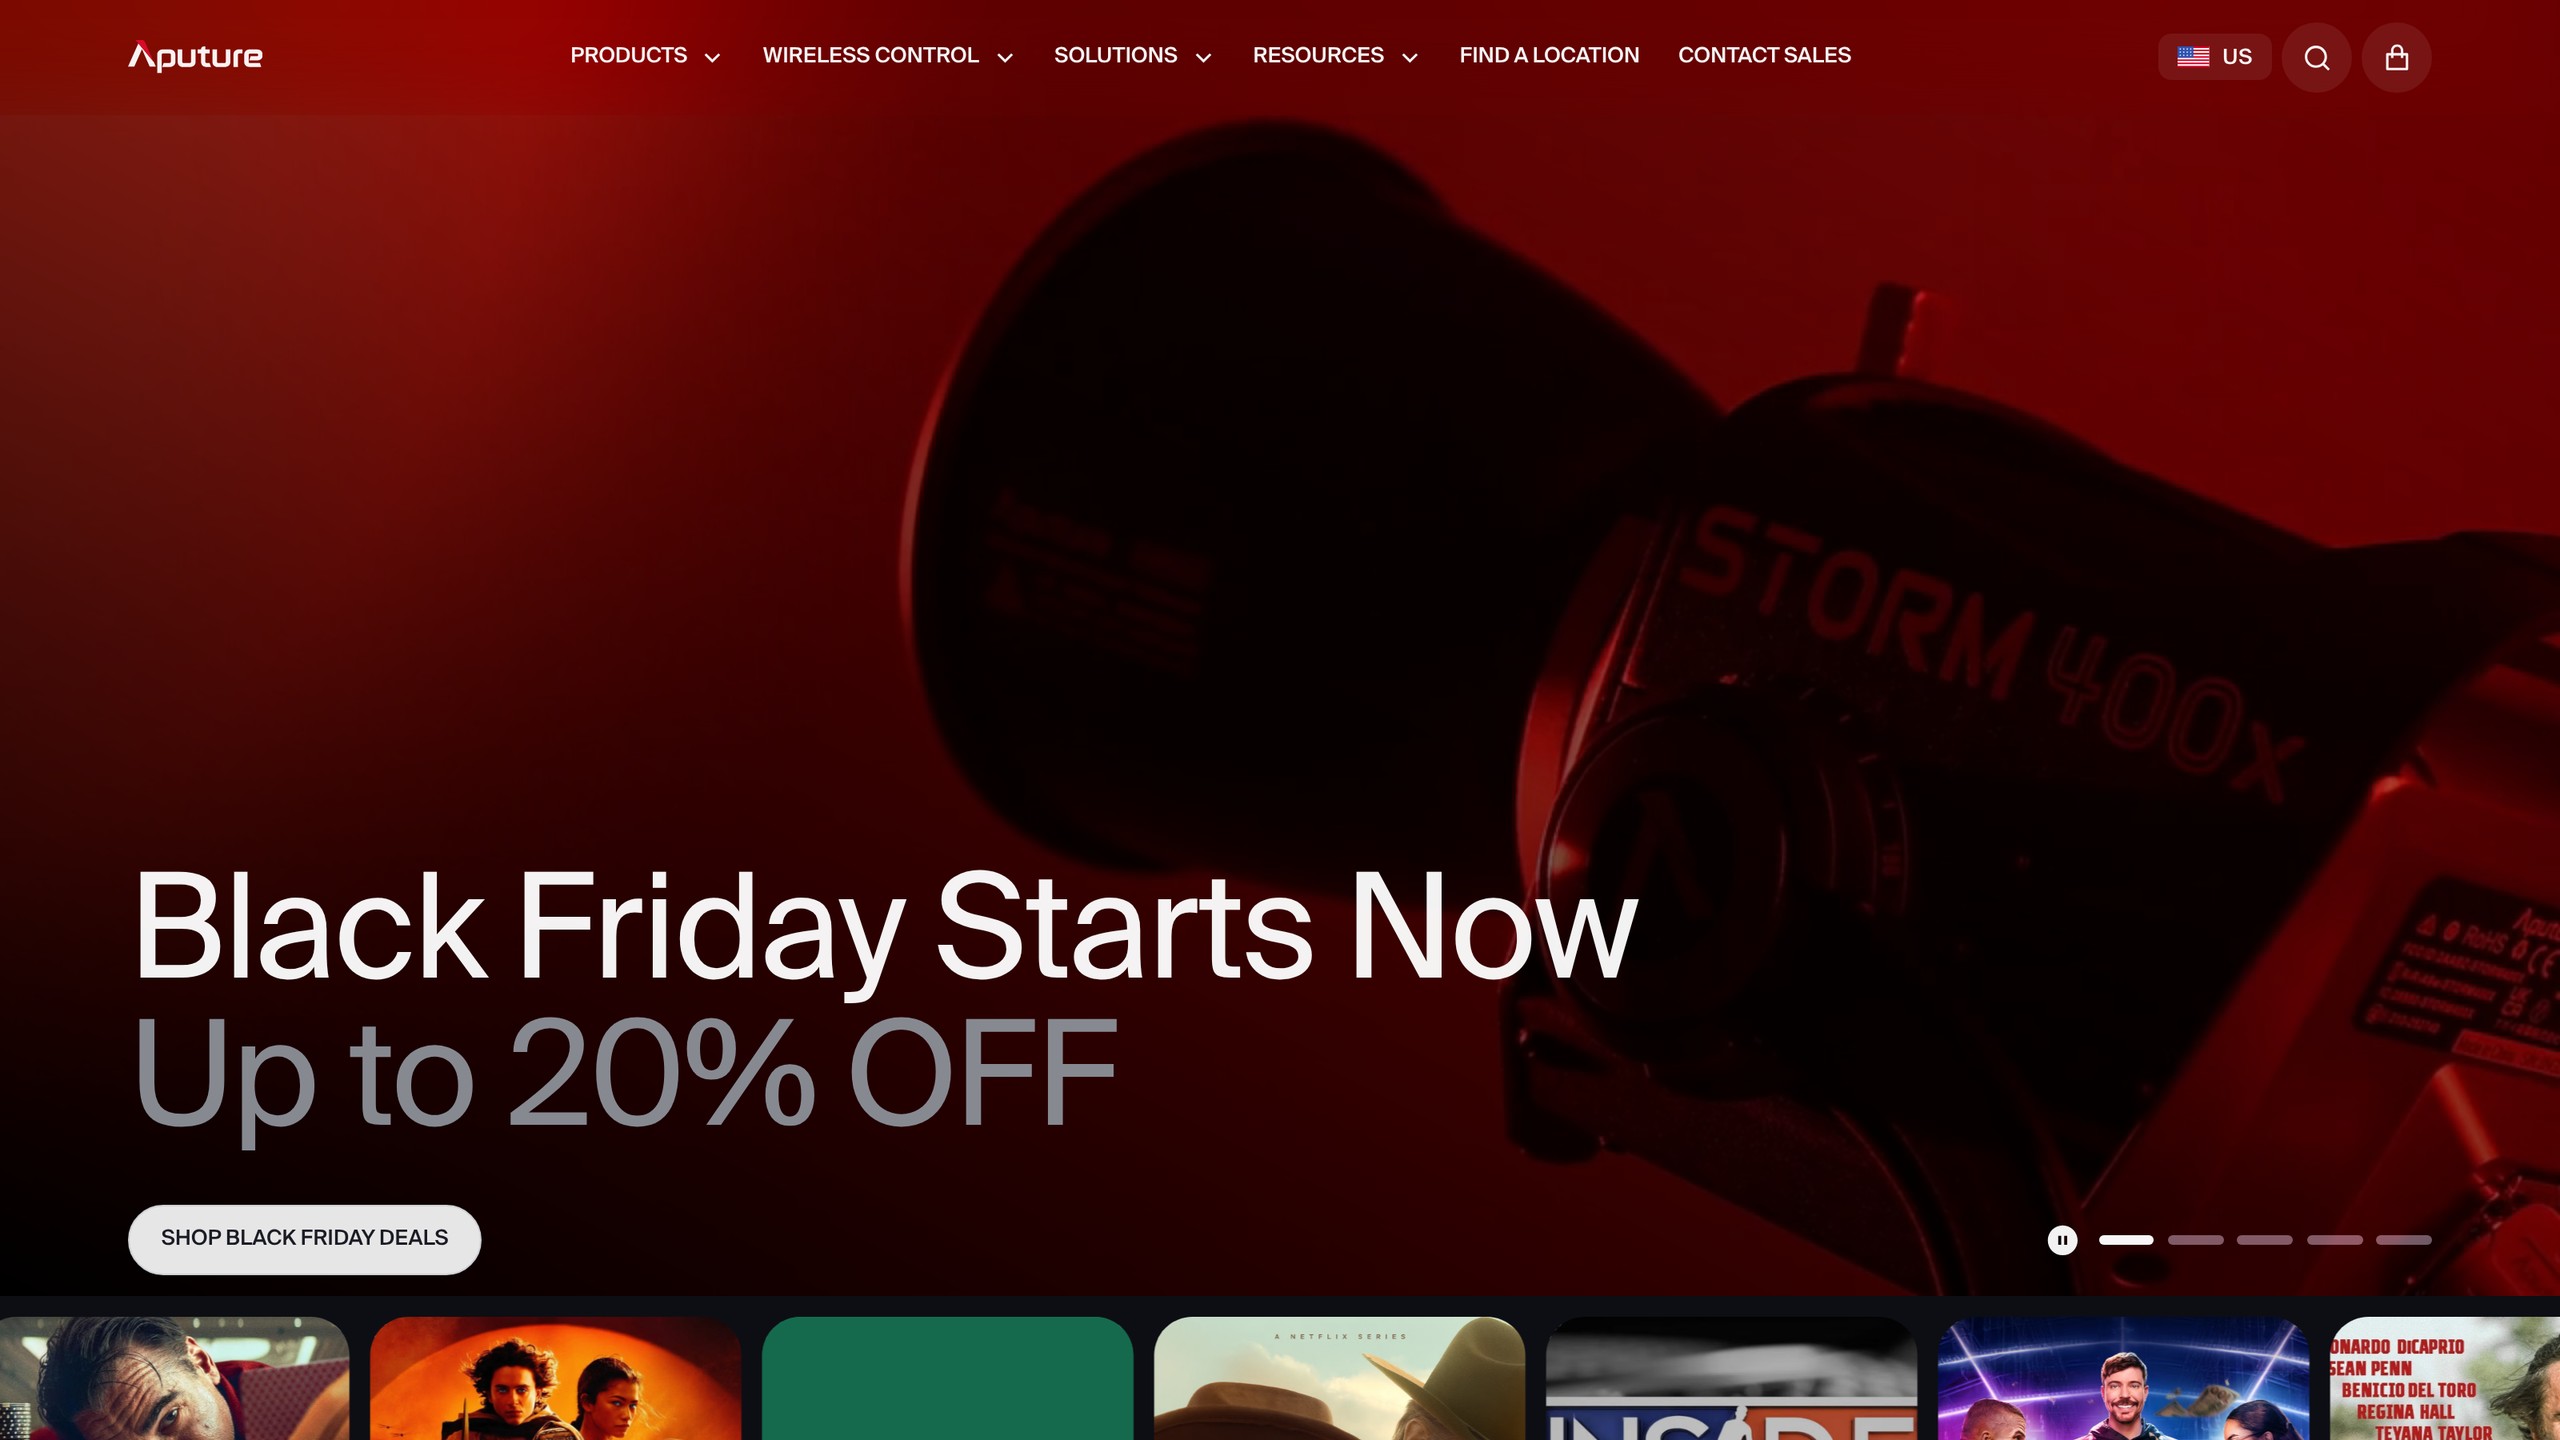 Aputure
PRODUCTS
WIRELESS CONTROL
SOLUTIONS
RESOURCES
FIND A LOCATION
CONTACT SALES
US
STORM 400x
Black Friday Starts Now
Up to 20% OFF
SHOP BLACK FRIDAY DEALS
A NETFLIX SERIES
INSIDE
ONARDO DiCAPRIO
SEAN PENN
BENICIO DEL TORO
REGINA HALL
TEYANA TAYLOR